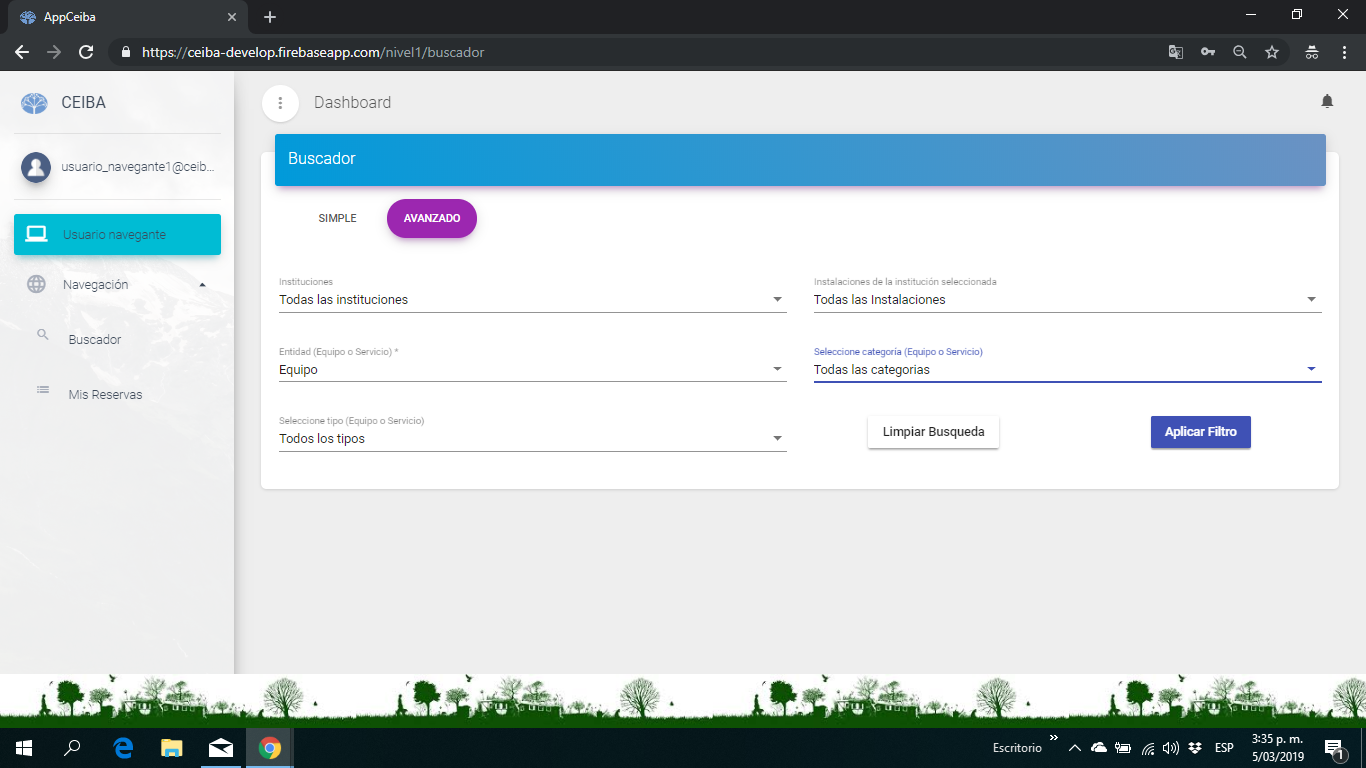 AppCeiba
https://ceiba-develop.firebaseapp.com/nivel1/buscador
CEIBA
Dashboard
usuario_navegante1@ceib...
Usuario navegante
Navegación
Buscador
Mis Reservas
Buscador
SIMPLE
AVANZADO
Instituciones
Todas las instituciones
Instalaciones de la institución seleccionada
Todas las Instalaciones
Entidad (Equipo o Servicio) *
Equipo
Seleccione categoría (Equipo o Servicio)
Todas las categorias
Seleccione tipo (Equipo o Servicio)
Todos los tipos
Limpiar Busqueda
Aplicar Filtro
Escritorio
ESP
3:35 p. m.
5/03/2019
1